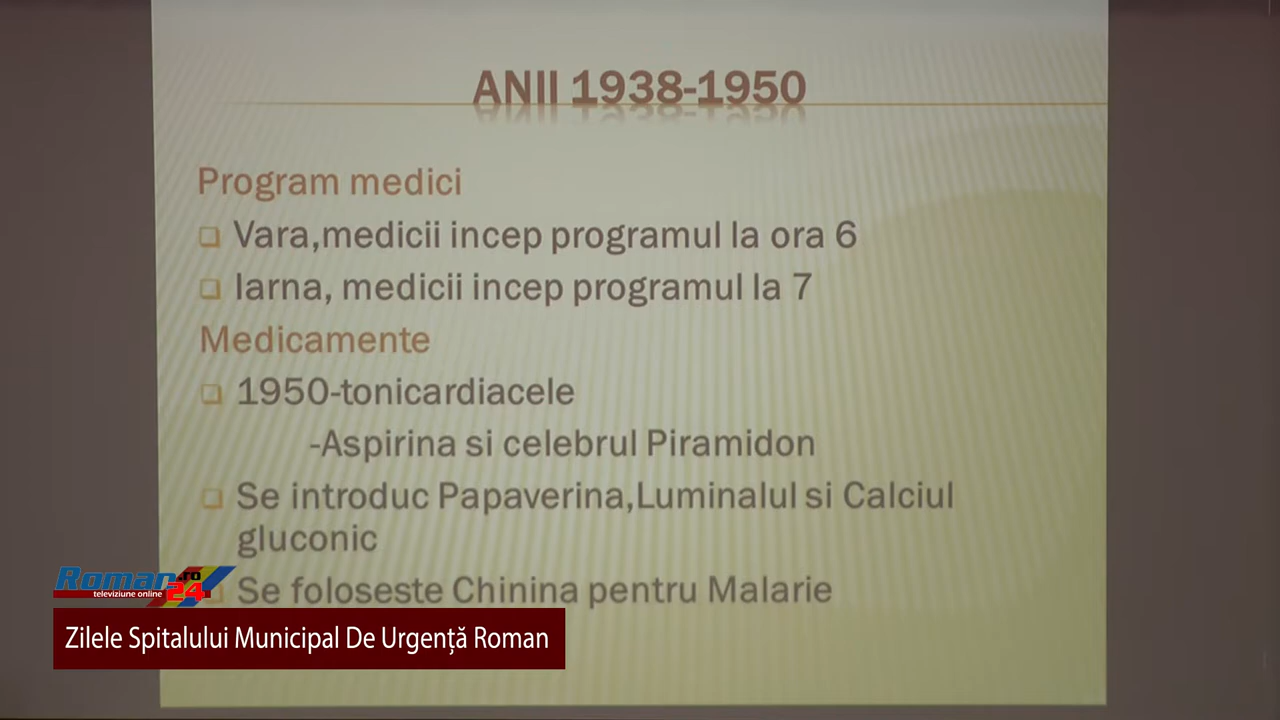 ANII 1938-1950
Program medici
Vara,medicii incep programul la ora 6
Iarna, medicii incep programul la 7
Medicamente
1950-tonicardiacele
-Aspirina si celebrul Piramidon
Se introduc Papaverina,Luminalul si Calciul
gluconic
Se foloseste Chinina pentru Malarie
Roman24.ro
televiziune online
Zilele Spitalului Municipal De Urgență Roman